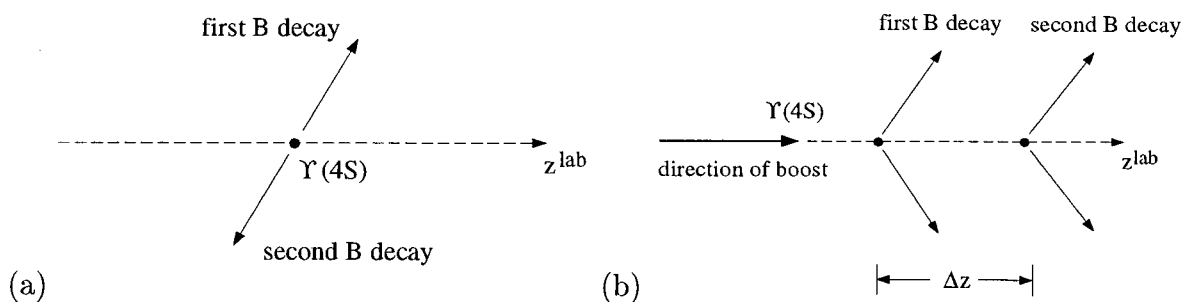 first B decay
z^lab
ϒ(4S)
second B decay
(a)
first B decay
second B decay
ϒ(4S)
direction of boost
z^lab
Δz
(b)